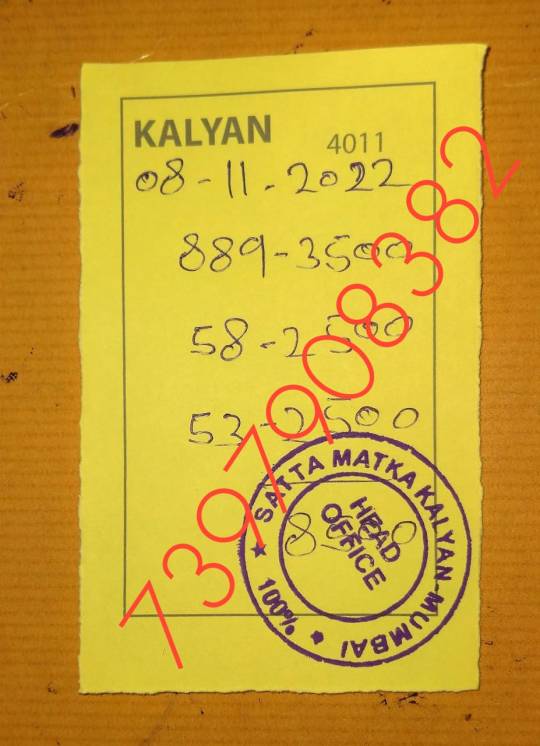 KALYAN
4011
08-11-2022
889-3500
58-2500
53-2500
SATTA MATKA KALYAN MUMBAI
100%
HEAD
OFFICE
7397908382